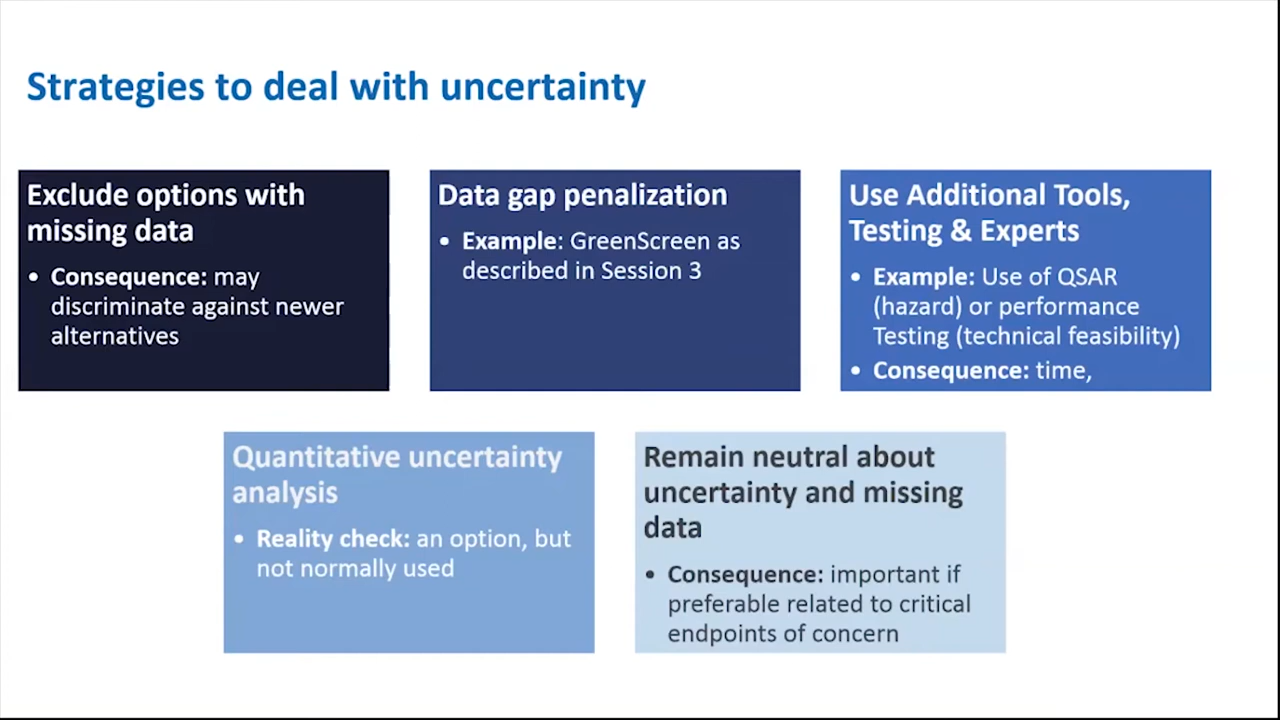 Strategies to deal with uncertainty
Exclude options with
missing data
• Consequence: may
discriminate against newer
alternatives
Data gap penalization
• Example: GreenScreen as
described in Session 3
Use Additional Tools,
Testing & Experts
• Example: Use of QSAR
(hazard) or performance
Testing (technical feasibility)
• Consequence: time,
Quantitative uncertainty
analysis
• Reality check: an option, but
not normally used
Remain neutral about
uncertainty and missing
data
• Consequence: important if
preferable related to critical
endpoints of concern